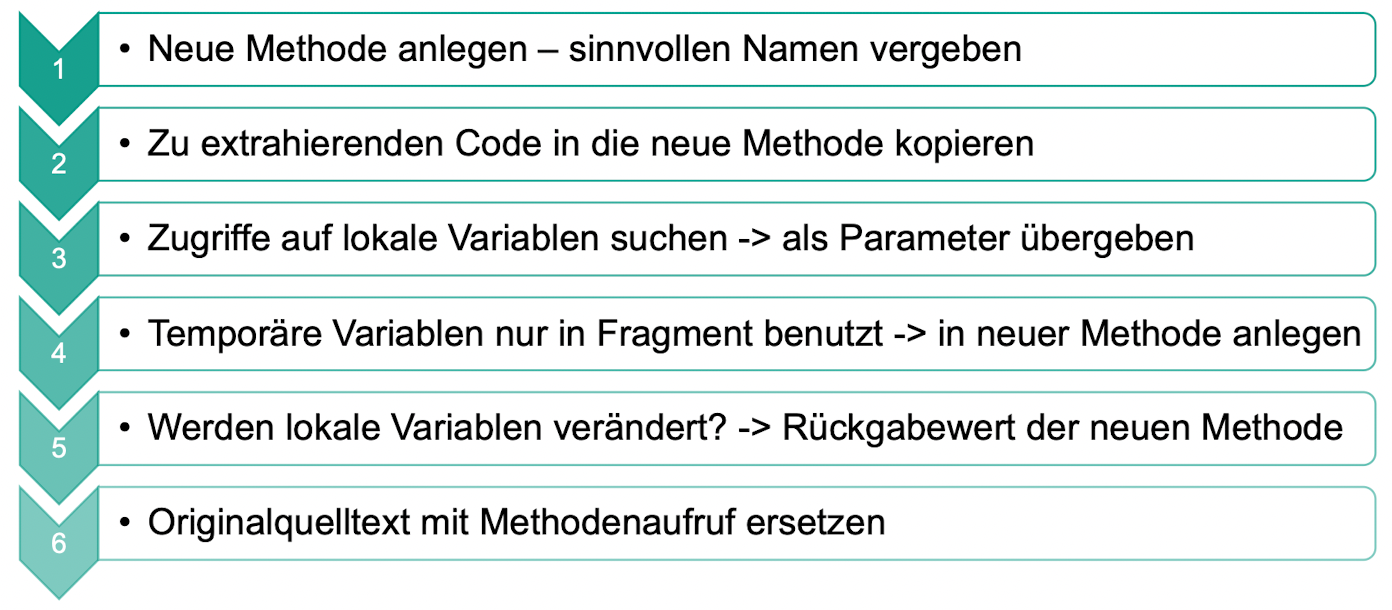 1
• Neue Methode anlegen – sinnvollen Namen vergeben
2
• Zu extrahierenden Code in die neue Methode kopieren
3
• Zugriffe auf lokale Variablen suchen -> als Parameter übergeben
4
• Temporäre Variablen nur in Fragment benutzt -> in neuer Methode anlegen
5
• Werden lokale Variablen verändert? -> Rückgabewert der neuen Methode
6
• Originalquelltext mit Methodenaufruf ersetzen